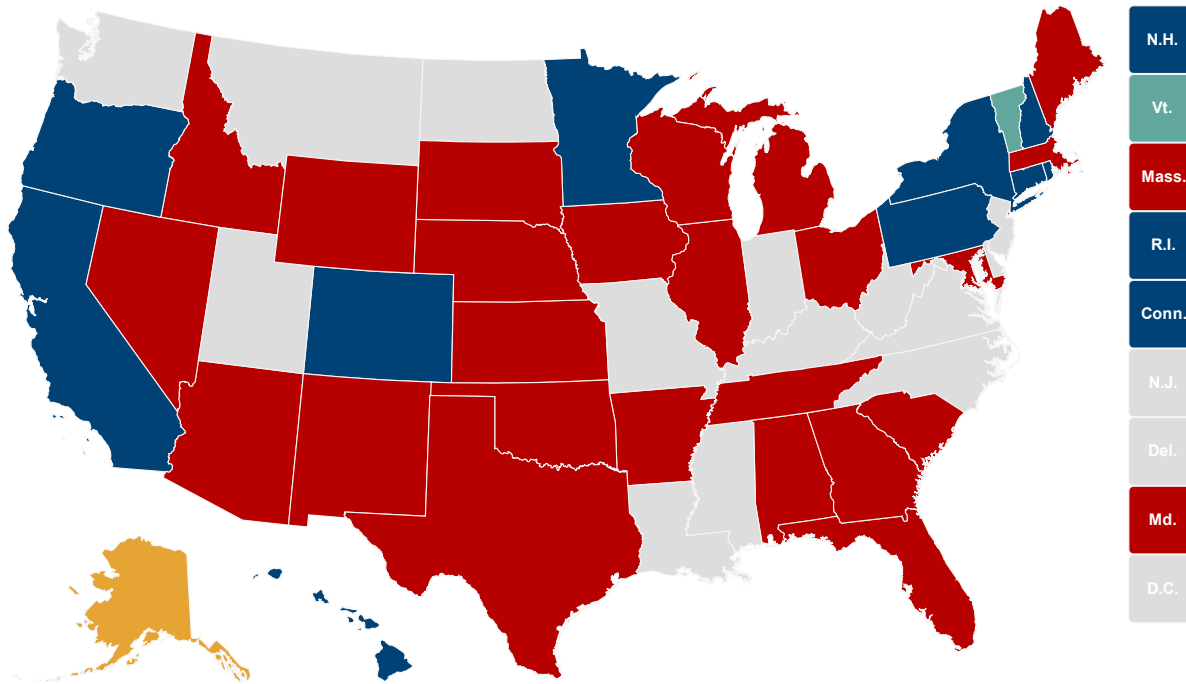 N.H.
Vt.
Mass.
R.I.
Conn.
N.J.
Del.
Md.
D.C.